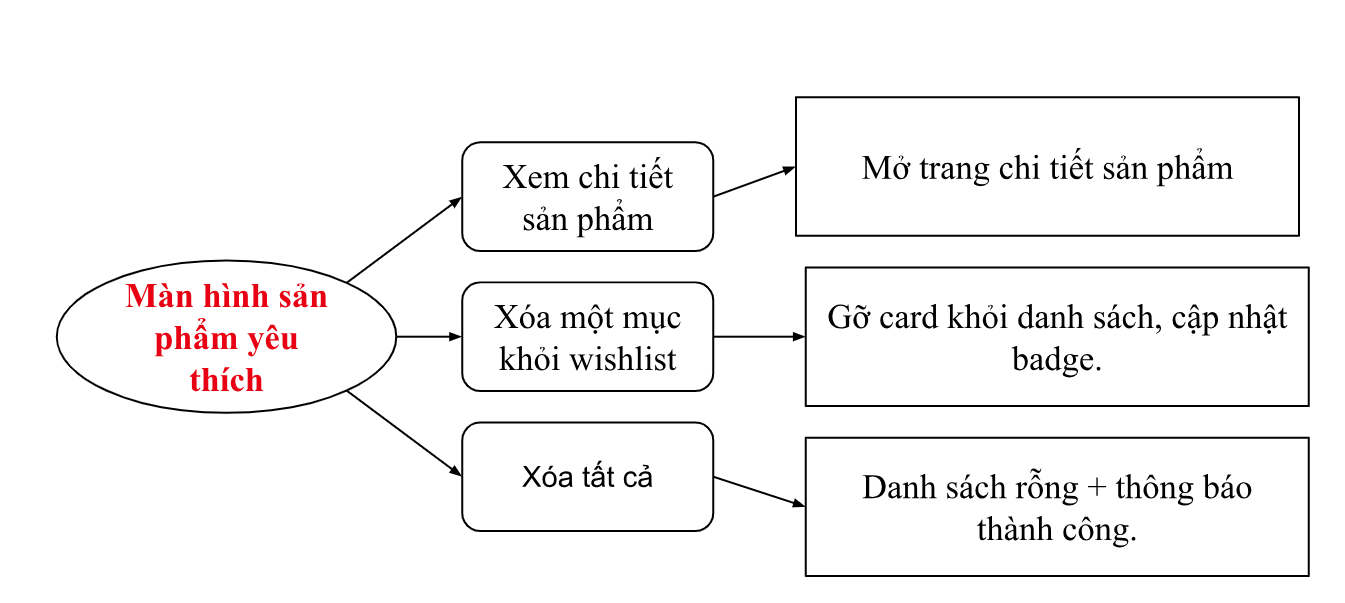 Màn hình sản
phẩm yêu
thích
Xem chi tiết
sản phẩm
Mở trang chi tiết sản phẩm
Xóa một mục
khỏi wishlist
Gỡ card khỏi danh sách, cập nhật
badge.
Xóa tất cả
Danh sách rỗng + thông báo
thành công.